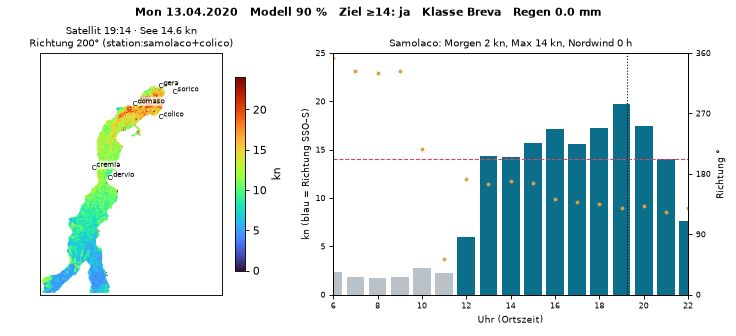 Mon 13.04.2020   Modell 90 %   Ziel ≥14: ja   Klasse Breva   Regen 0.0 mm
Satellit 19:14 · See 14.6 kn
Richtung 200° (station:samolaco+colico)
gera
sorico
domaso
colico
cremia
dervio
20
15
10
5
0
kn
Samolaco: Morgen 2 kn, Max 14 kn, Nordwind 0 h
25
20
15
10
5
0
kn (blau = Richtung SSO-S)
360
270
180
90
0
Richtung °
6 8 10 12 14 16 18 20 22
Uhr (Ortszeit)